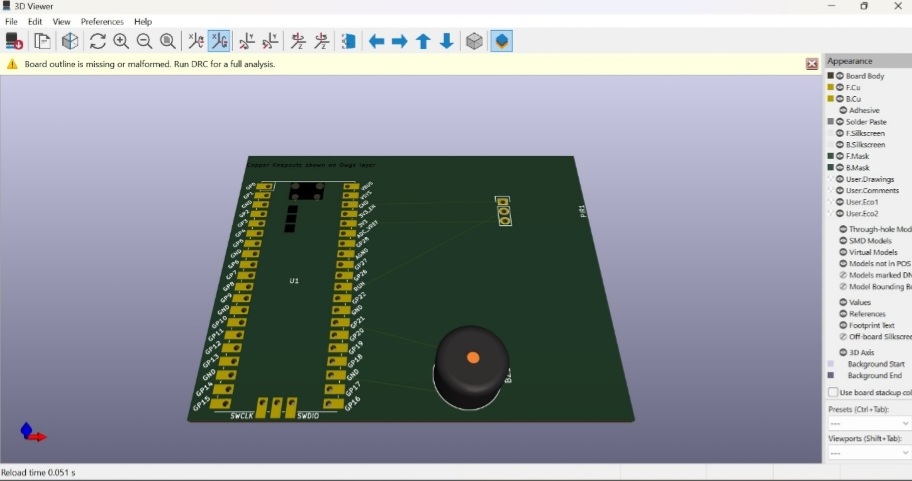 3D Viewer
File Edit View Preferences Help
Board outline is missing or malformed. Run DRC for a full analysis.
Appearance
Board Body
F.Cu
B.Cu
Adhesive
Solder Paste
F.Silkscreen
B.Silkscreen
F.Mask
B.Mask
User.Drawings
User.Comments
User.Eco1
User.Eco2
Through-hole Mod
SMD Models
Virtual Models
Models not in POS
Models marked DN
Model Bounding B
Values
References
Footprint Text
Off-board Silkscree
3D Axis
Background Start
Background End
Use board stackup col
Presets (Ctrl+Tab):
---
Viewports (Shift+Tab):
---
Copper Keepouts shown on Dwgs layer
GP0
GP1
GND
GP2
GP3
GP4
GP5
GND
GP6
GP7
GP8
GP9
GND
GP10
GP11
GP12
GP13
GND
GP14
GP15
VBUS
VSYS
GND
3V3_EN
3V3
ADC_VREF
GP28
AGND
GP27
GP26
RUN
GP22
GND
GP21
GP20
GP19
GP18
GND
GP17
GP16
U1
SWCLK
SWDIO
PIR1
Reload time 0.051 s